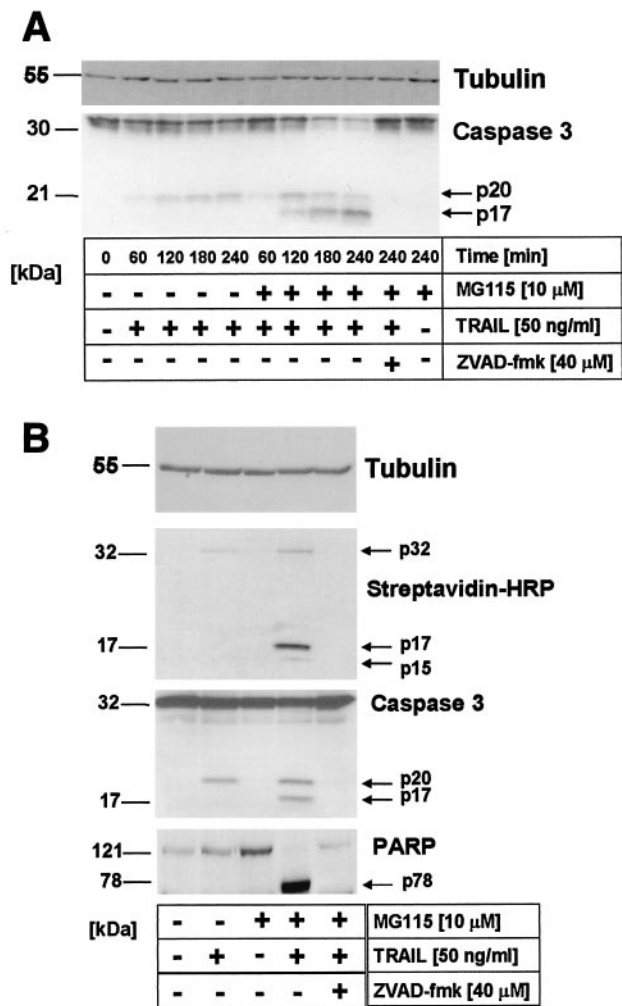 A
55 Tubulin
30 Caspase 3
21 p20
p17
[kDa]
0 60 120 180 240 60 120 180 240 240 240 Time [min]
- - - - - + + + + + + MG115 [10 µM]
- + + + + + + + + + - TRAIL [50 ng/ml]
- - - - - - - - - + - ZVAD-fmk [40 µM]
B
55 Tubulin
32 p32
Streptavidin-HRP
17 p17
p15
32 Caspase 3
p20
17 p17
121 PARP
78 p78
[kDa]
- - + + + MG115 [10 µM]
- + - + + TRAIL [50 ng/ml]
- - - - + ZVAD-fmk [40 µM]